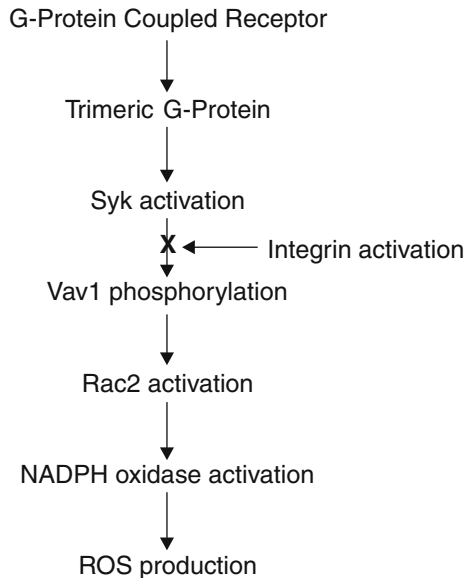 G-Protein Coupled Receptor
Trimeric G-Protein
Syk activation
X
Integrin activation
Vav1 phosphorylation
Rac2 activation
NADPH oxidase activation
ROS production